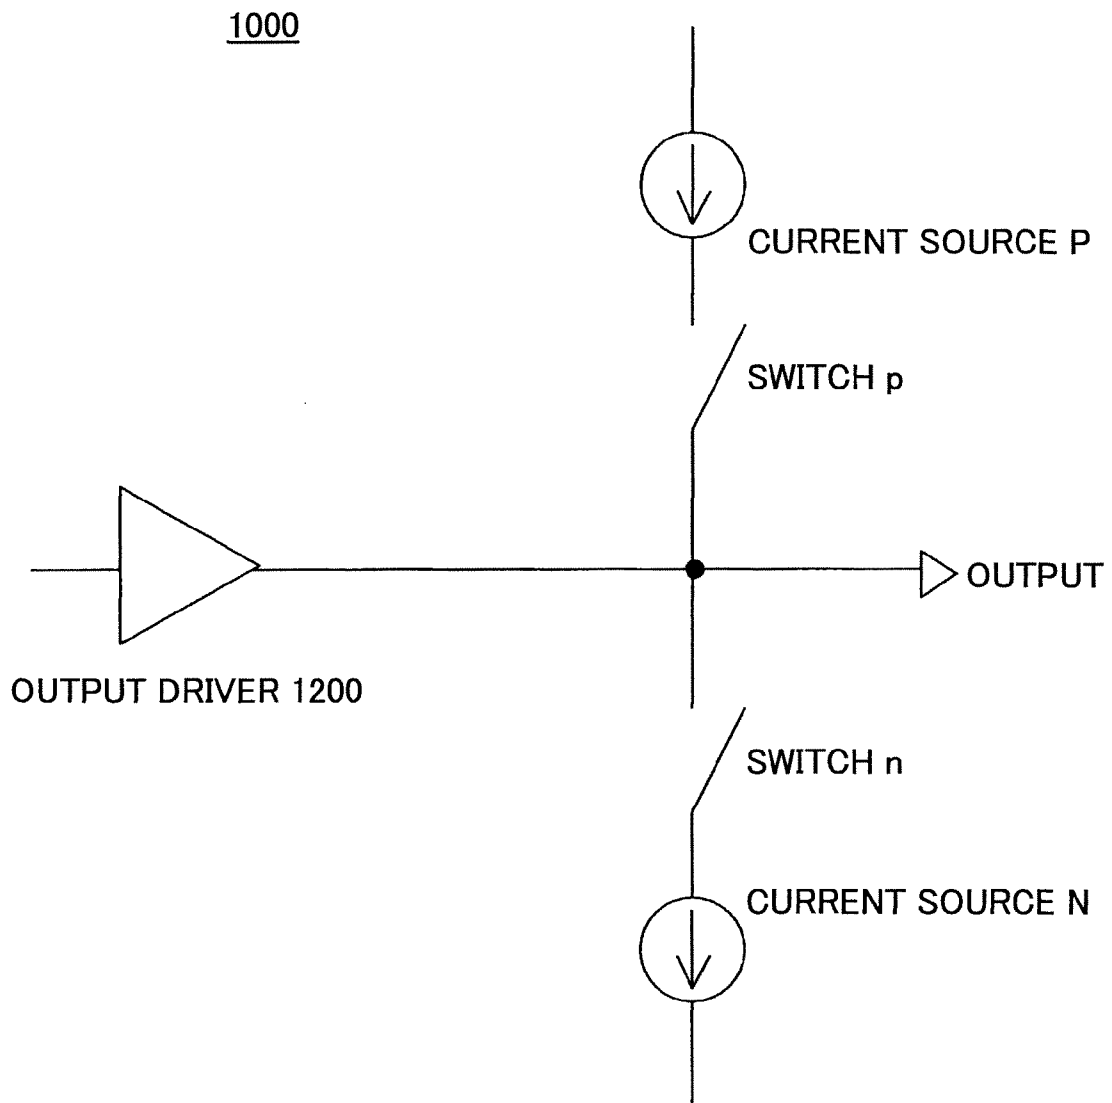 1000
CURRENT SOURCE P
SWITCH p
OUTPUT
OUTPUT DRIVER 1200
SWITCH n
CURRENT SOURCE N